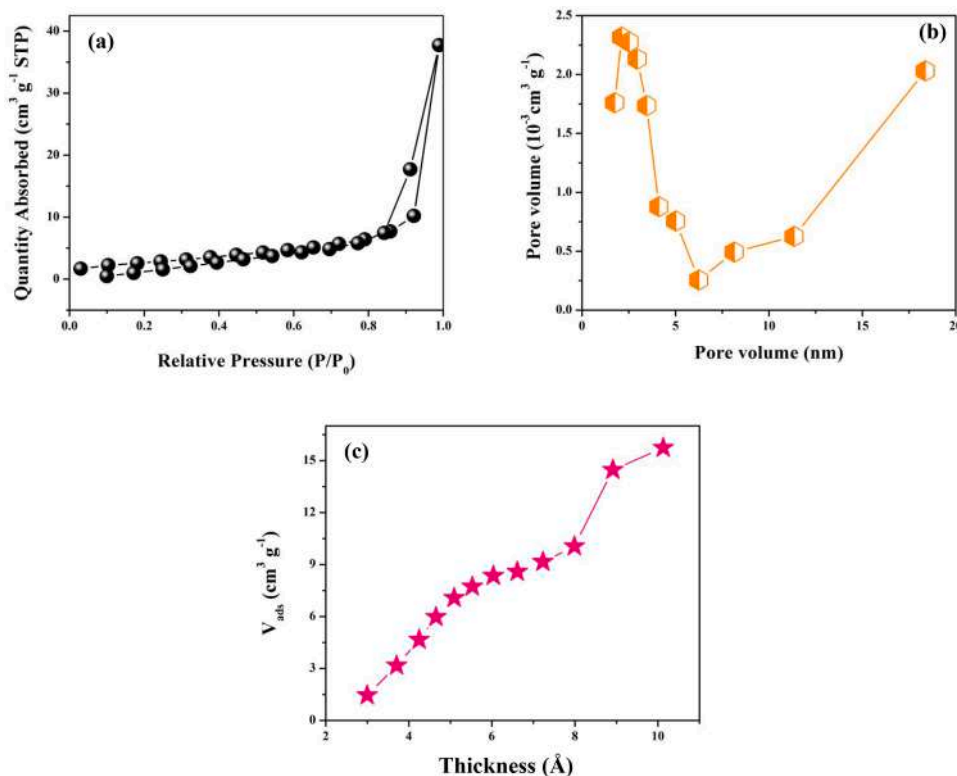 (a)
Quantity Absorbed (cm³ g⁻¹ STP)
40
30
20
10
0
0.0 0.2 0.4 0.6 0.8 1.0
Relative Pressure (P/P₀)
(b)
Pore volume (10⁻³ cm³ g⁻¹)
2.5
2.0
1.5
1.0
0.5
0.0
0 5 10 15 20
Pore volume (nm)
(c)
V_ads (cm³ g⁻¹)
15
12
9
6
3
0
2 4 6 8 10
Thickness (Å)